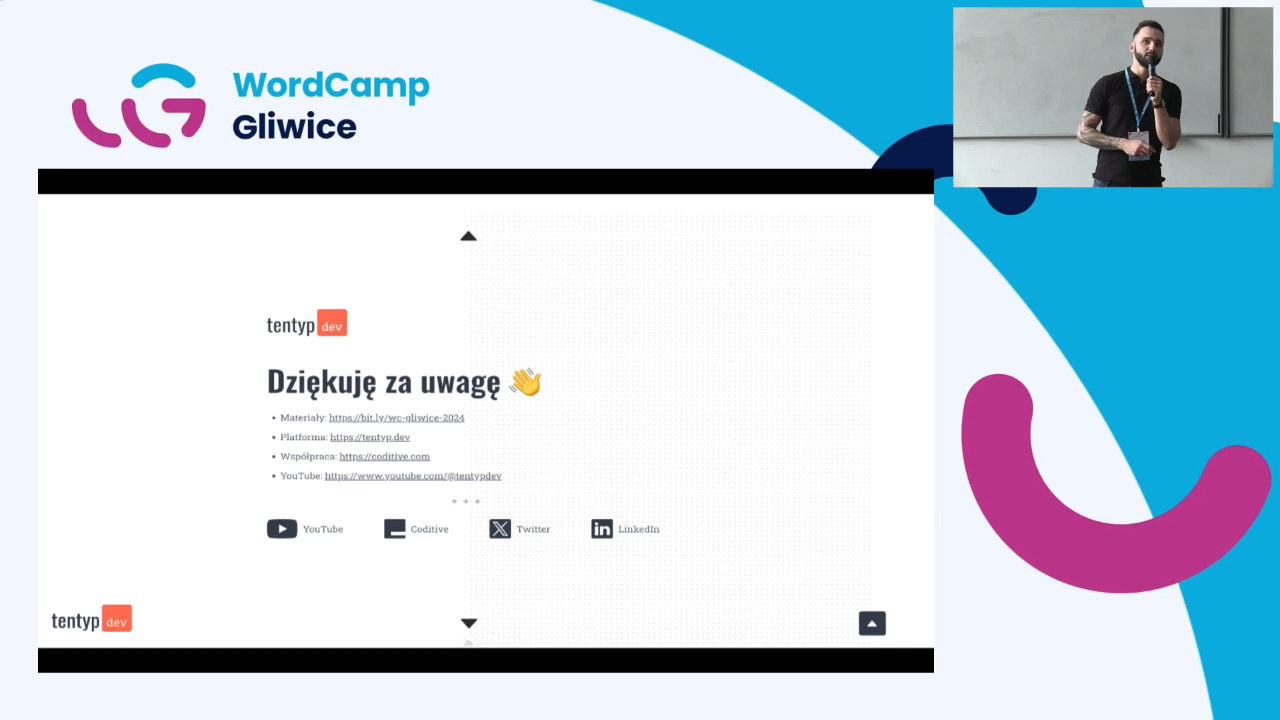 WordCamp
Gliwice
tentyp dev
Dziękuję za uwagę 👋
• Materiały: https://bit.ly/wc-gliwice-2024
• Platforma: https://tentyp.dev
• Współpraca: https://coditive.com
• YouTube: https://www.youtube.com/@tentypdev
* * *
YouTube Coditive Twitter LinkedIn
tentyp dev